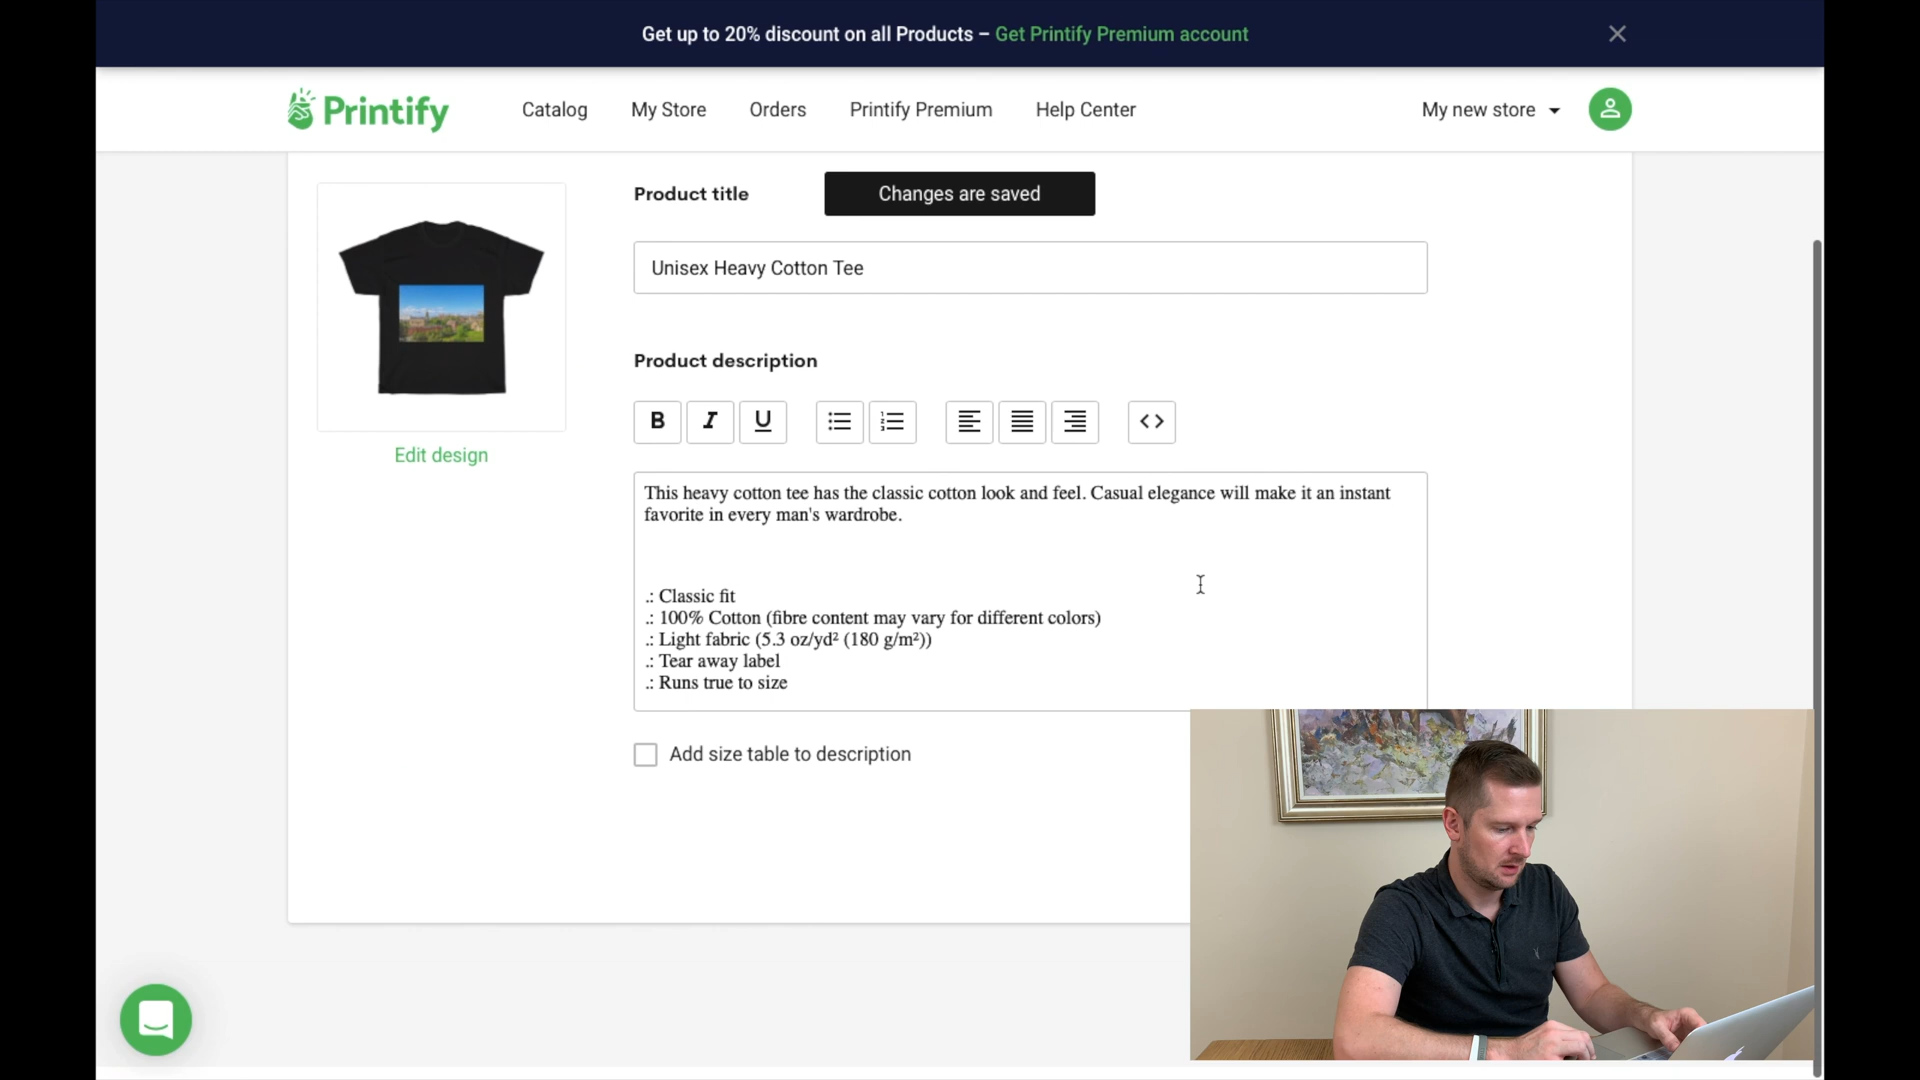 Get up to 20% discount on all Products – Get Printify Premium account
Printify
Catalog
My Store
Orders
Printify Premium
Help Center
My new store
Product title
Changes are saved
Unisex Heavy Cotton Tee
Product description
B
I
U
Edit design
This heavy cotton tee has the classic cotton look and feel. Casual elegance will make it an instant
favorite in every man's wardrobe.
.: Classic fit
.: 100% Cotton (fibre content may vary for different colors)
.: Light fabric (5.3 oz/yd² (180 g/m²))
.: Tear away label
.: Runs true to size
Add size table to description